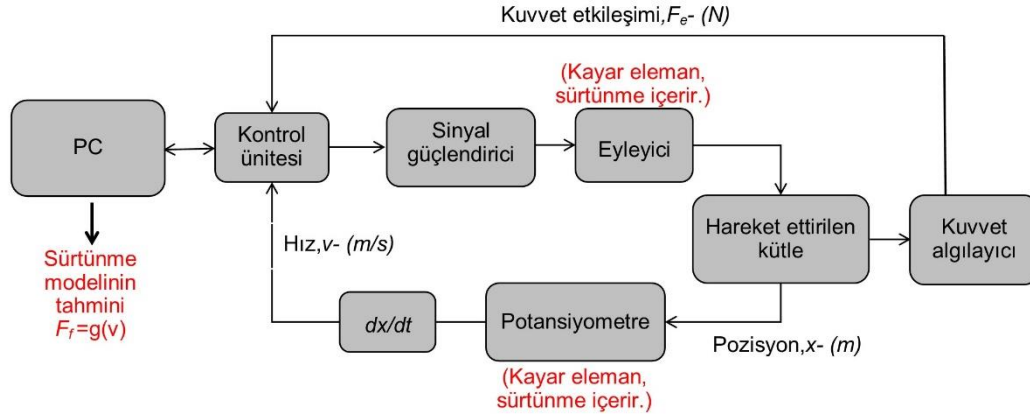 Kuvvet etkileşimi,Fe- (N)
(Kayar eleman,
sürtünme içerir.)
PC
Kontrol
ünitesi
Sinyal
güçlendirici
Eyleyici
Hareket ettirilen
kütle
Kuvvet
algılayıcı
Hız,v- (m/s)
Sürtünme
modelinin
tahmini
Ff=g(v)
dx/dt
Potansiyometre
Pozisyon,x- (m)
(Kayar eleman,
sürtünme içerir.)